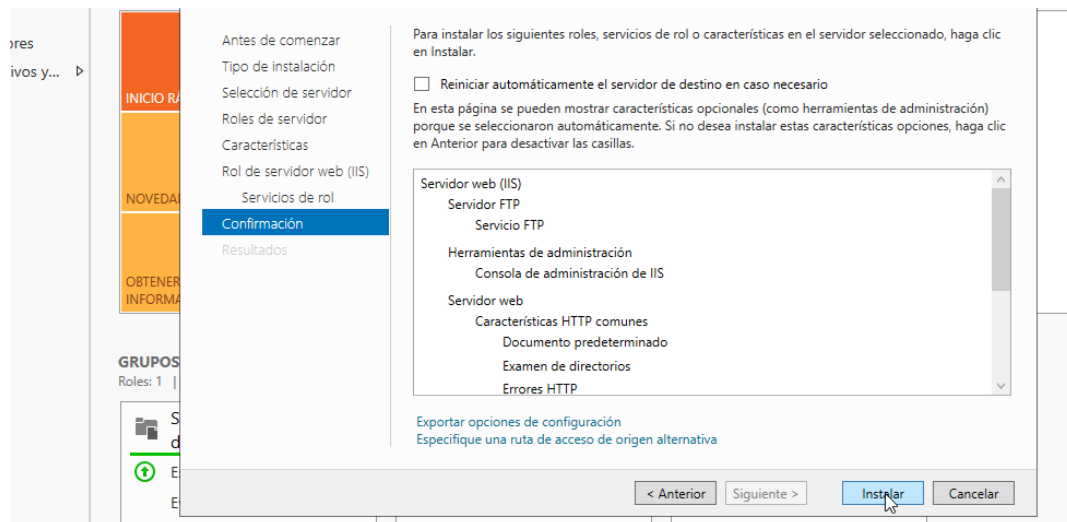 ores
ivos y...
INICIO RÁ
NOVEDA
OBTENER
INFORMA
GRUPOS
Roles: 1 |
S
d
E
E
Antes de comenzar
Tipo de instalación
Selección de servidor
Roles de servidor
Características
Rol de servidor web (IIS)
Servicios de rol
Confirmación
Resultados
Para instalar los siguientes roles, servicios de rol o características en el servidor seleccionado, haga clic
en Instalar.
Reiniciar automáticamente el servidor de destino en caso necesario
En esta página se pueden mostrar características opcionales (como herramientas de administración)
porque se seleccionaron automáticamente. Si no desea instalar estas características opciones, haga clic
en Anterior para desactivar las casillas.
Servidor web (IIS)
Servidor FTP
Servicio FTP
Herramientas de administración
Consola de administración de IIS
Servidor web
Características HTTP comunes
Documento predeterminado
Examen de directorios
Errores HTTP
Exportar opciones de configuración
Especifique una ruta de acceso de origen alternativa
< Anterior
Siguiente >
Instalar
Cancelar